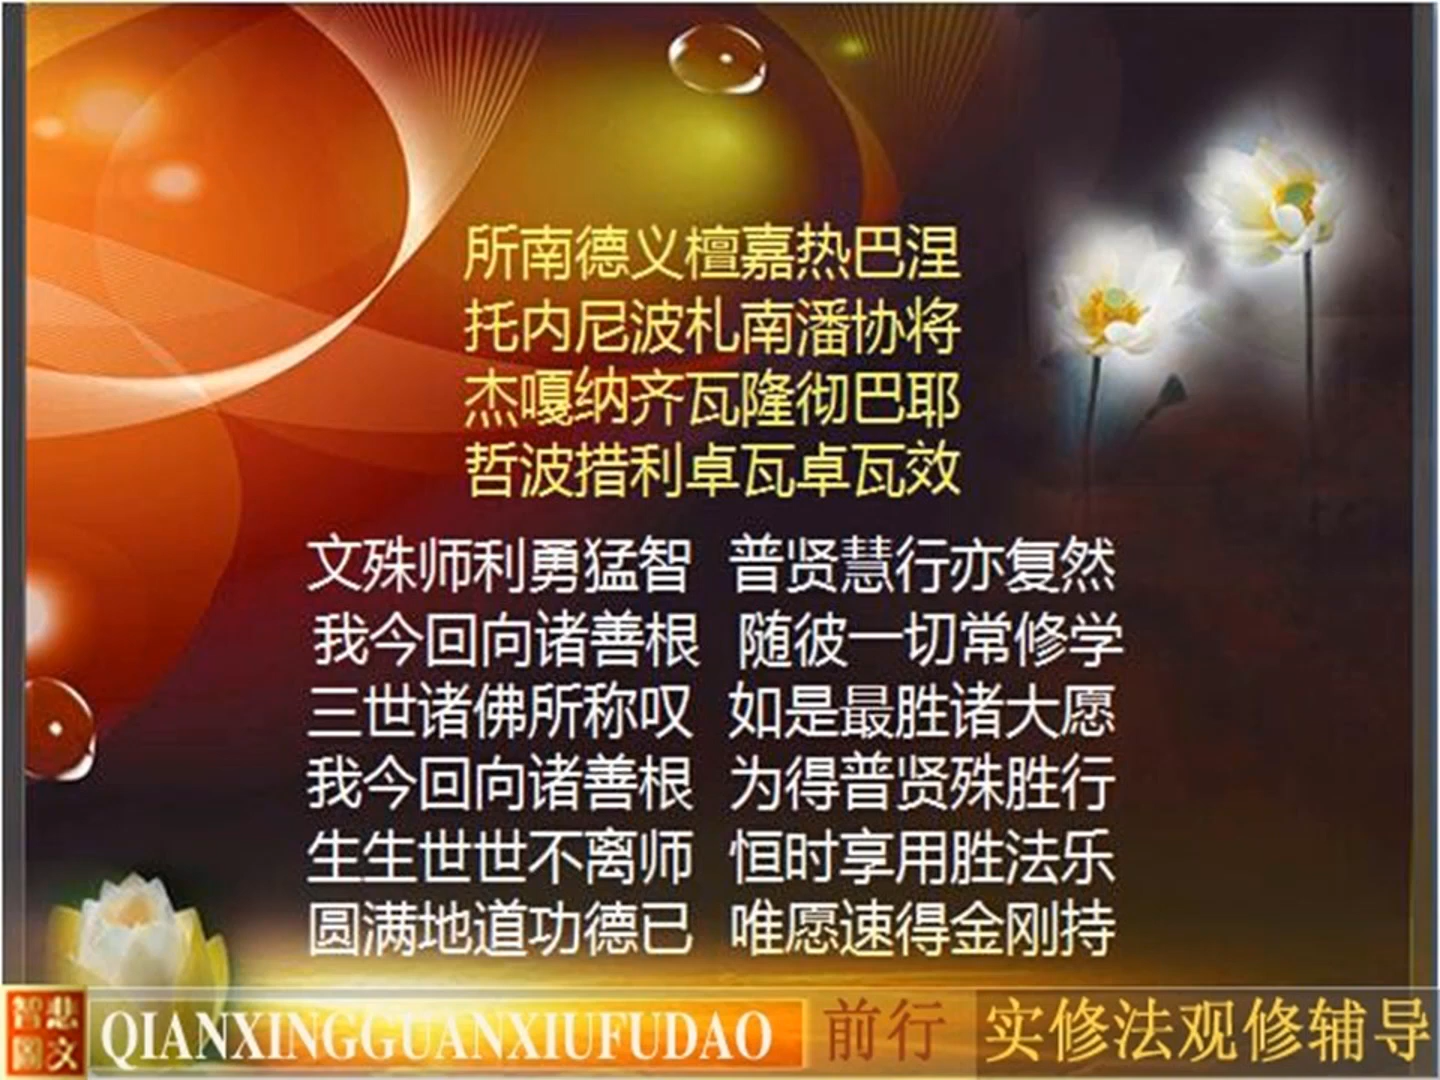 所南德义檀嘉热巴涅
托内尼波札南潘协将
杰嘎纳齐瓦隆彻巴耶
哲波措利卓瓦卓瓦效
文殊师利勇猛智 普贤慧行亦复然
我今回向诸善根 随彼一切常修学
三世诸佛所称叹 如是最胜诸大愿
我今回向诸善根 为得普贤殊胜行
生生世世不离师 恒时享用胜法乐
圆满地道功德已 唯愿速得金刚持
智悲
圖文
QIANXINGGUANXIUFUDAO 前行 实修法观修辅导